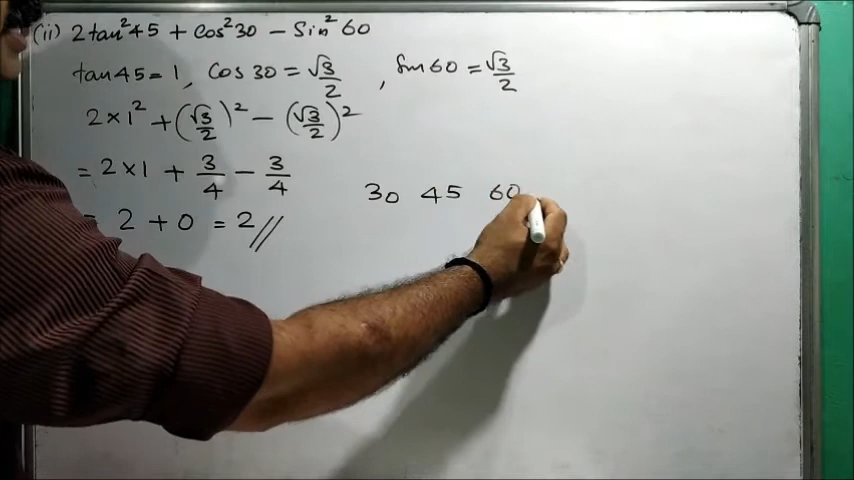 (ii) 2tan²45 + cos²30 - Sin²60
tan45=1, Cos 30 = √3/2, Sin 60 = √3/2
2×1² + (√3/2)² - (√3/2)²
= 2×1 + 3/4 - 3/4
= 2 + 0 = 2//
30 45 60